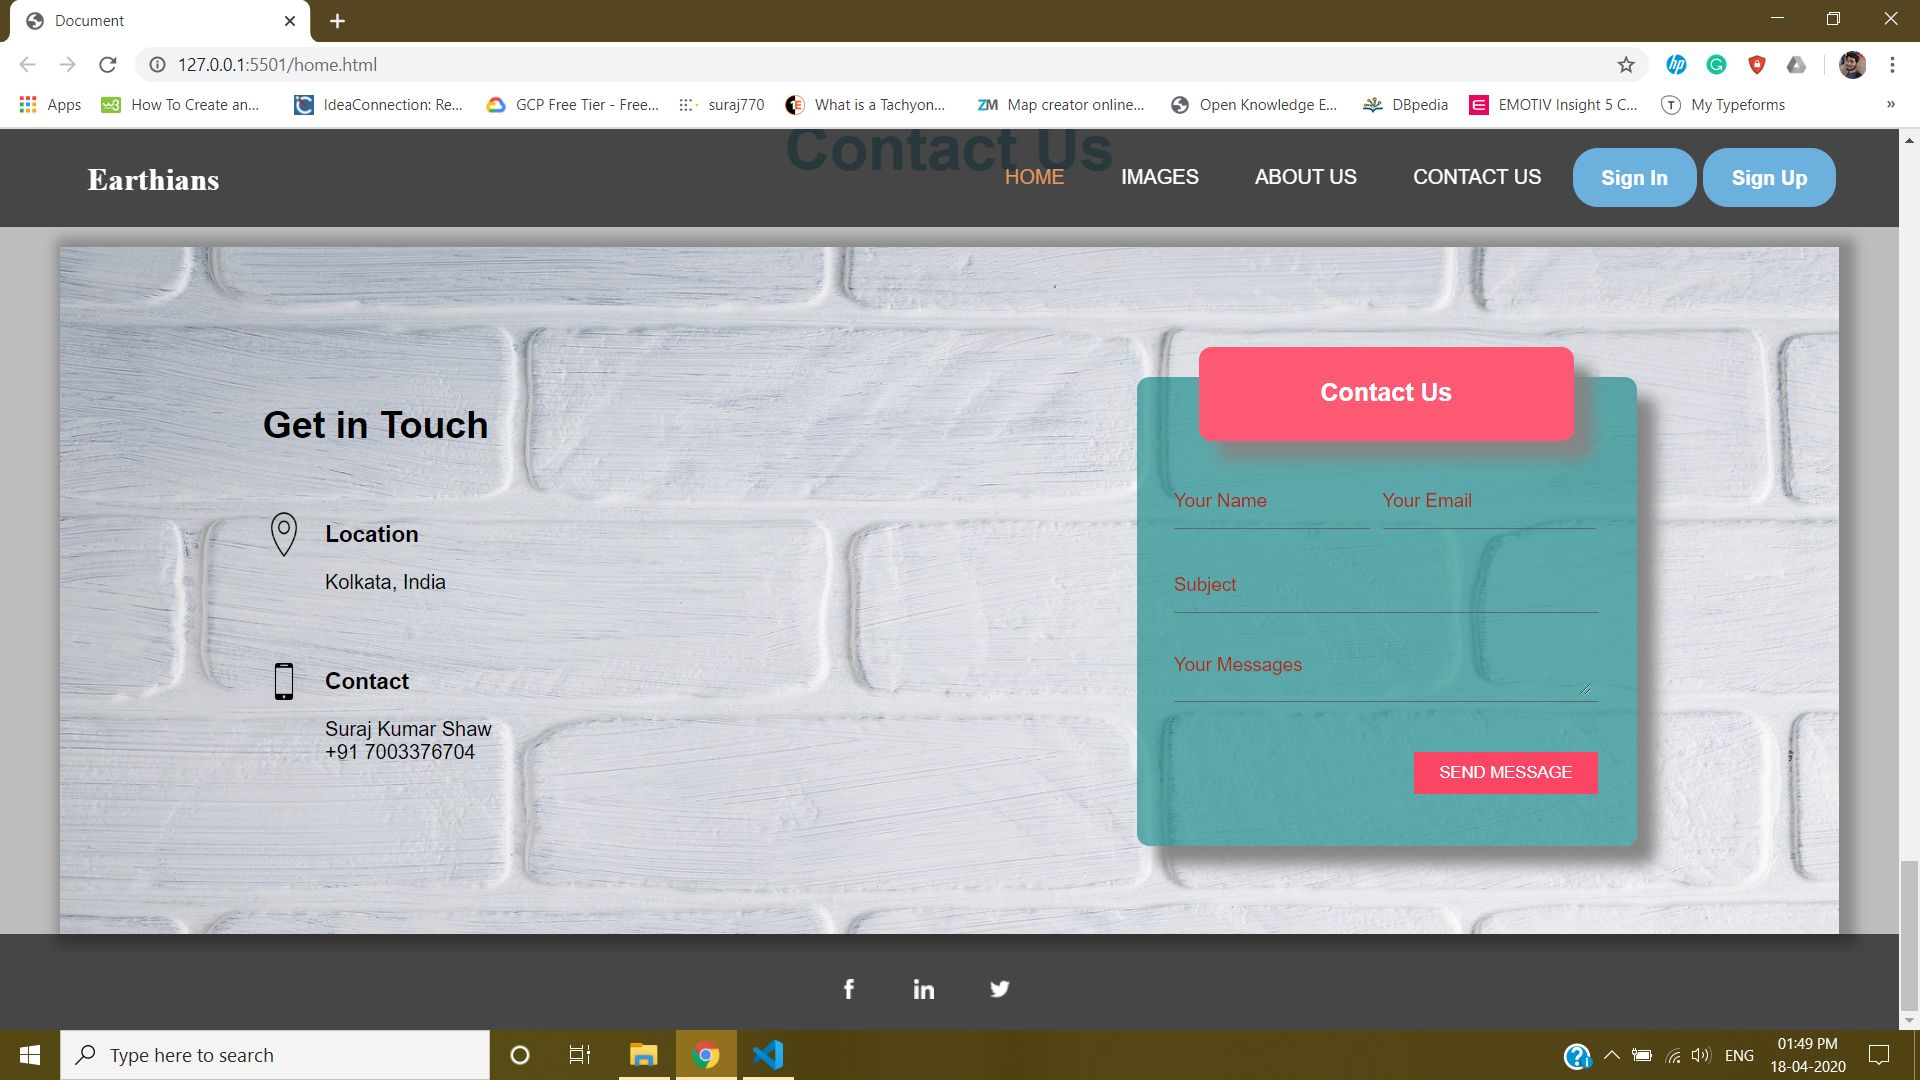 Document
127.0.0.1:5501/home.html
Apps
How To Create an...
IdeaConnection: Re...
GCP Free Tier - Free...
suraj770
What is a Tachyon...
ZM Map creator online...
Open Knowledge E...
DBpedia
EMOTIV Insight 5 C...
My Typeforms
»
Contact Us
Earthians
HOME
IMAGES
ABOUT US
CONTACT US
Sign In
Sign Up
Get in Touch
Location
Kolkata, India
Contact
Suraj Kumar Shaw
+91 7003376704
Contact Us
Your Name
Your Email
Subject
Your Messages
SEND MESSAGE
f
in
Type here to search
ENG
01:49 PM
18-04-2020